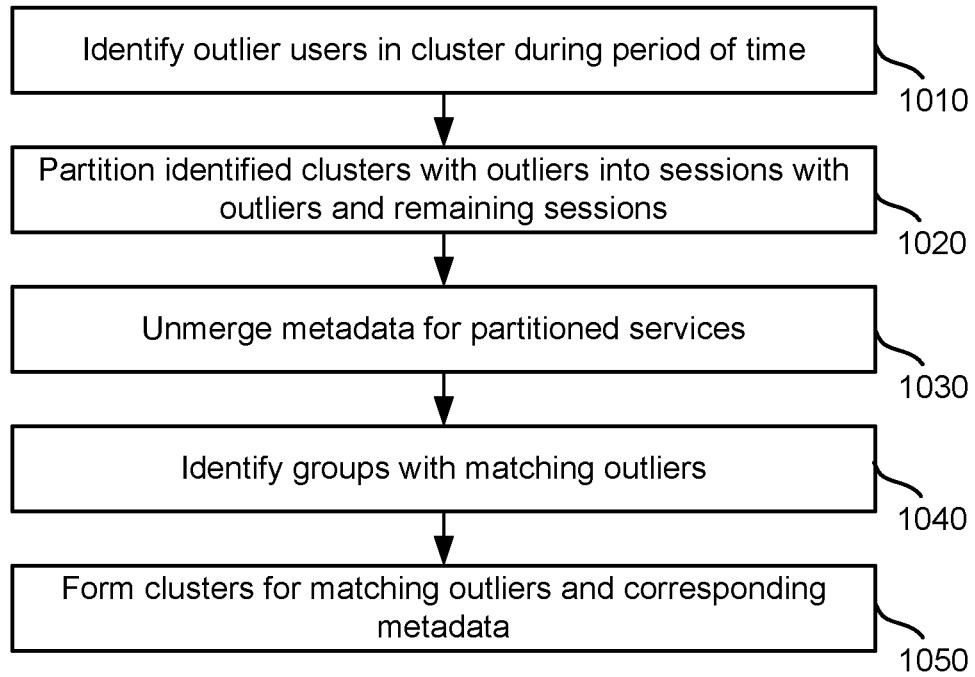 Identify outlier users in cluster during period of time
1010
Partition identified clusters with outliers into sessions with
outliers and remaining sessions
1020
Unmerge metadata for partitioned services
1030
Identify groups with matching outliers
1040
Form clusters for matching outliers and corresponding
metadata
1050